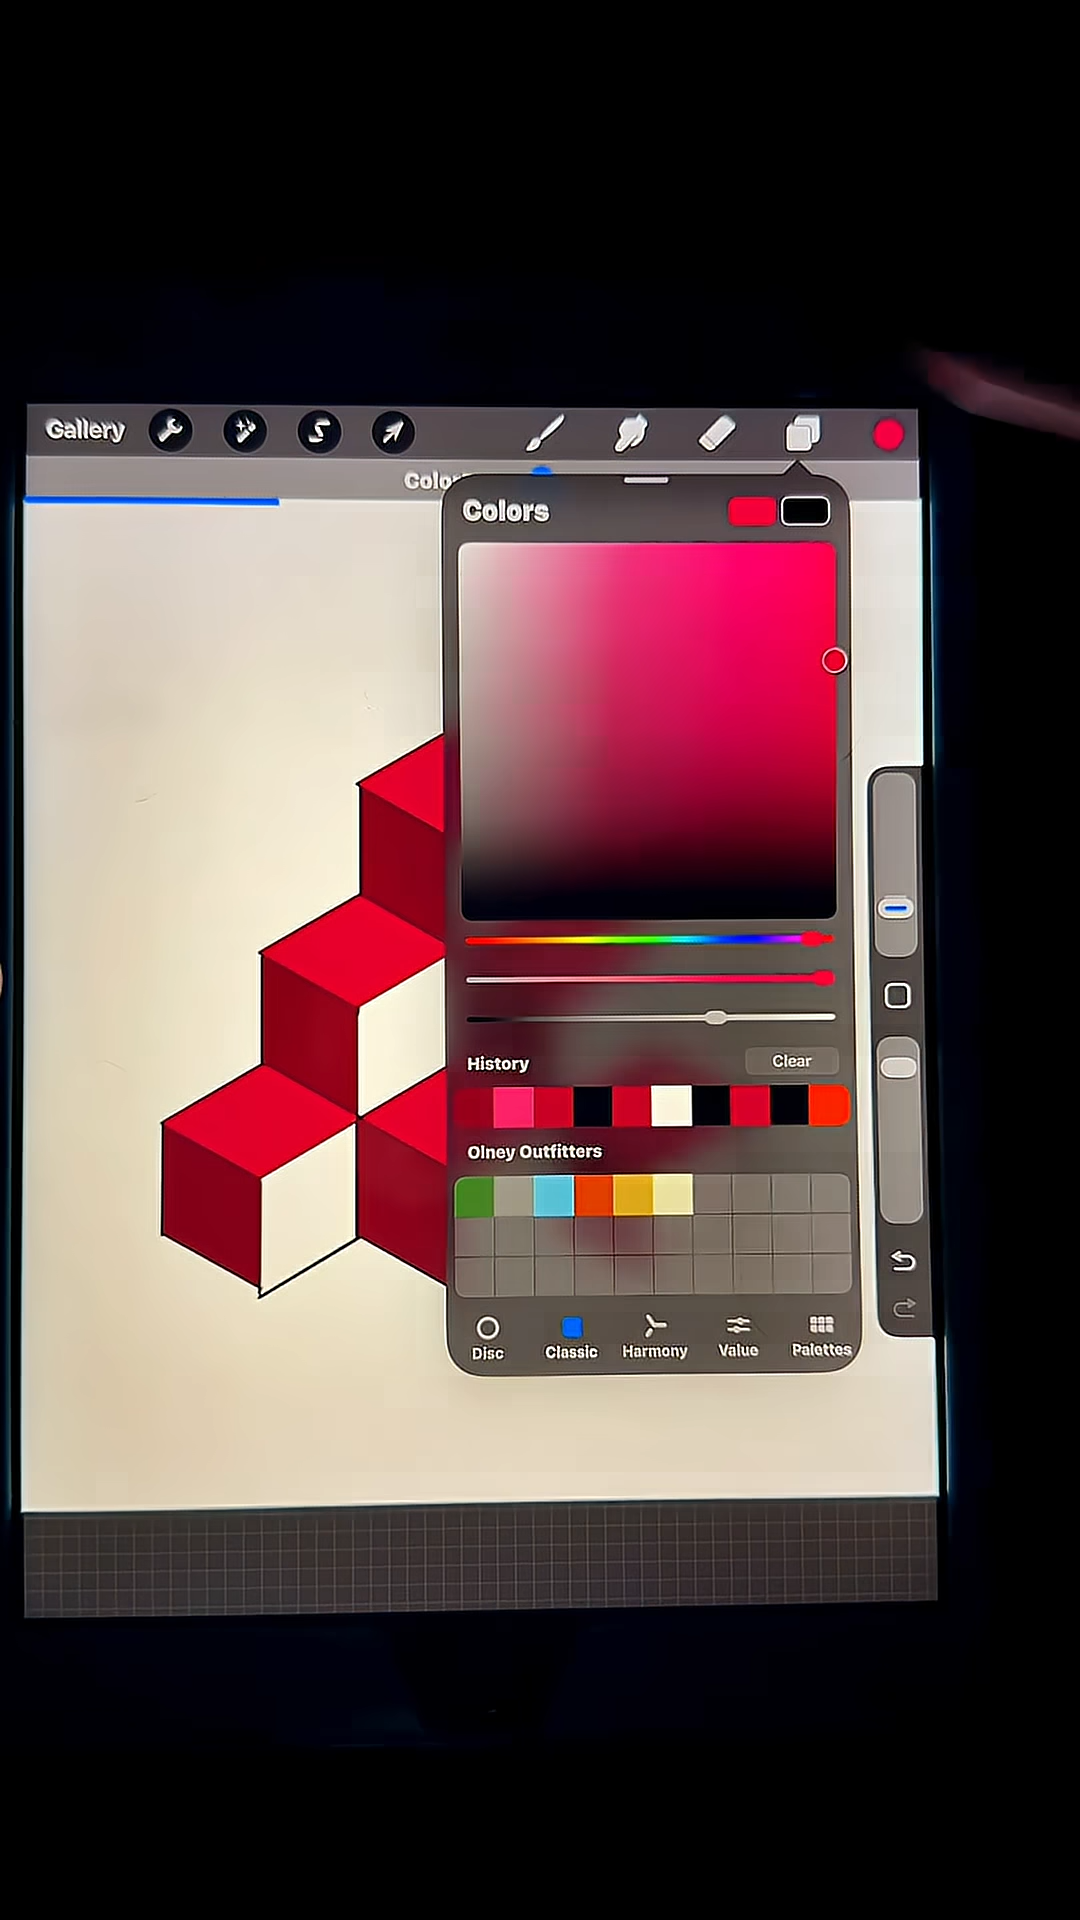 Gallery
Colors
History
Clear
Olney Outfitters
Disc
Classic
Harmony
Value
Palettes